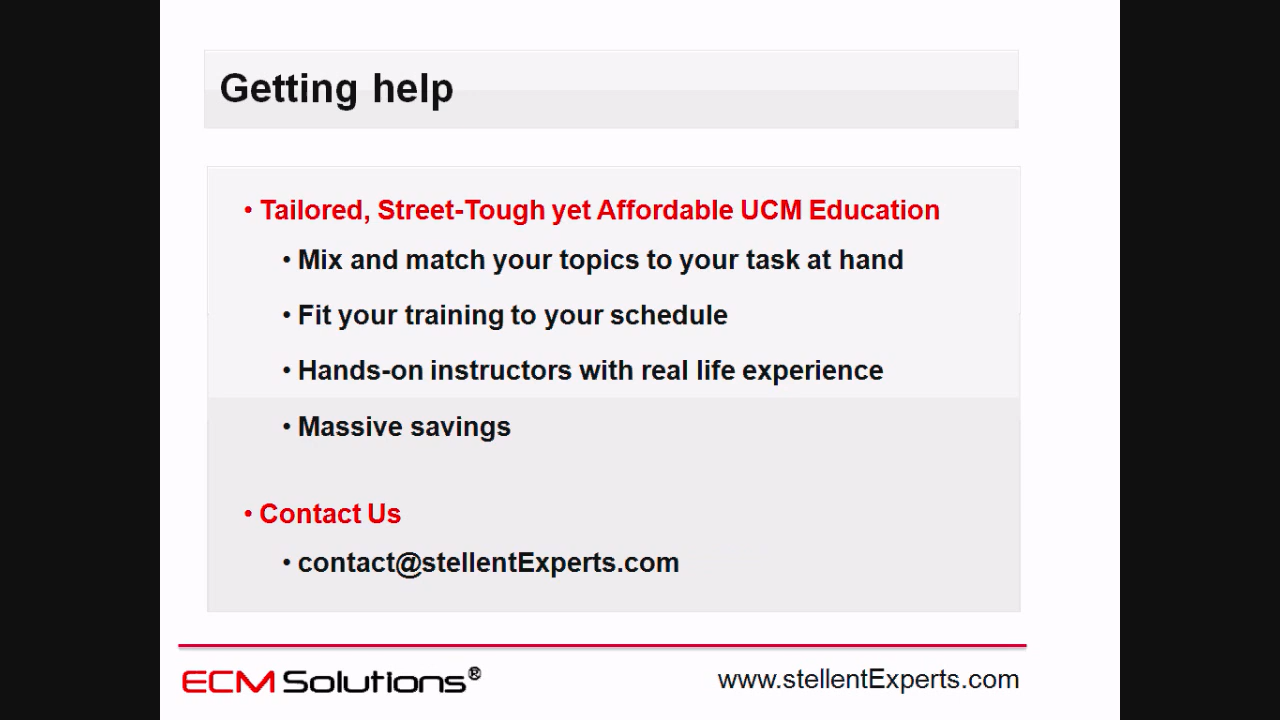 Getting help
• Tailored, Street-Tough yet Affordable UCM Education
• Mix and match your topics to your task at hand
• Fit your training to your schedule
• Hands-on instructors with real life experience
• Massive savings
• Contact Us
• contact@stellentExperts.com
ECM Solutions®
www.stellentExperts.com